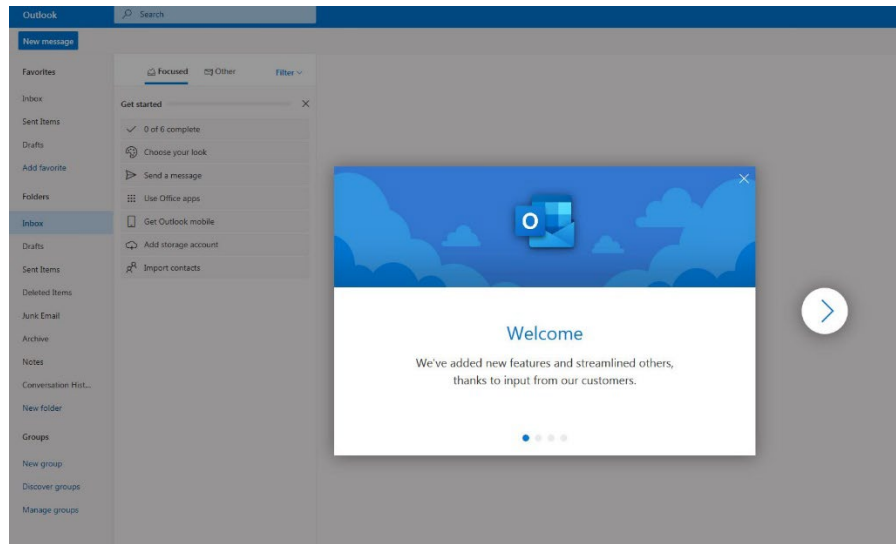 Outlook
Search
New message
Favorites
Inbox
Sent Items
Drafts
Add favorite
Folders
Inbox
Drafts
Sent Items
Deleted Items
Junk Email
Archive
Notes
Conversation Hist...
New folder
Groups
New group
Discover groups
Manage groups
Focused
Other
Filter
Get started
0 of 6 complete
Choose your look
Send a message
Use Office apps
Get Outlook mobile
Add storage account
Import contacts
O
Welcome
We've added new features and streamlined others,
thanks to input from our customers.